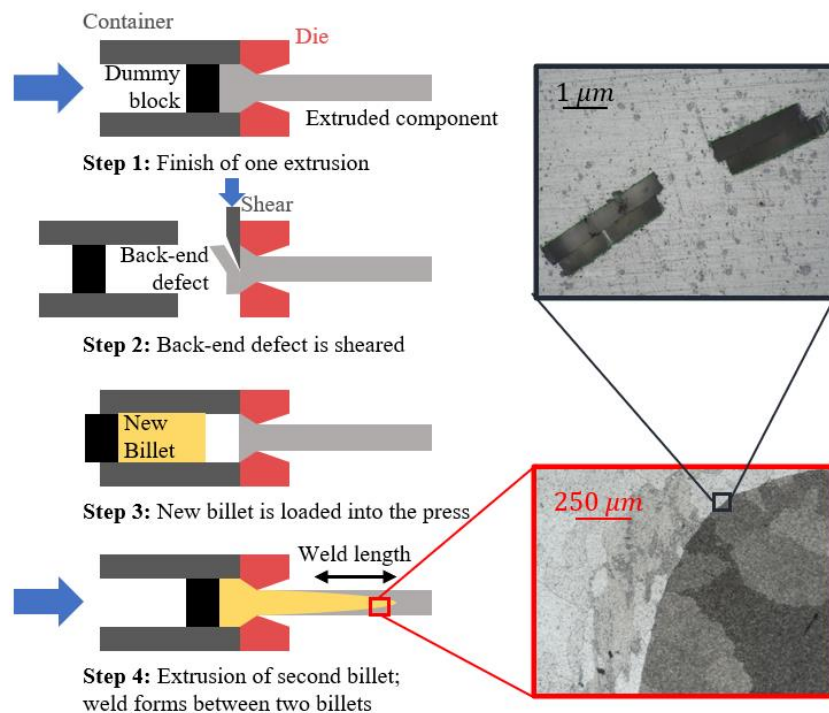 Container
Die
Dummy
block
Extruded component
Step 1: Finish of one extrusion
Shear
Back-end
defect
Step 2: Back-end defect is sheared
New
Billet
Step 3: New billet is loaded into the press
Weld length
Step 4: Extrusion of second billet;
weld forms between two billets
1 μm
250 μm